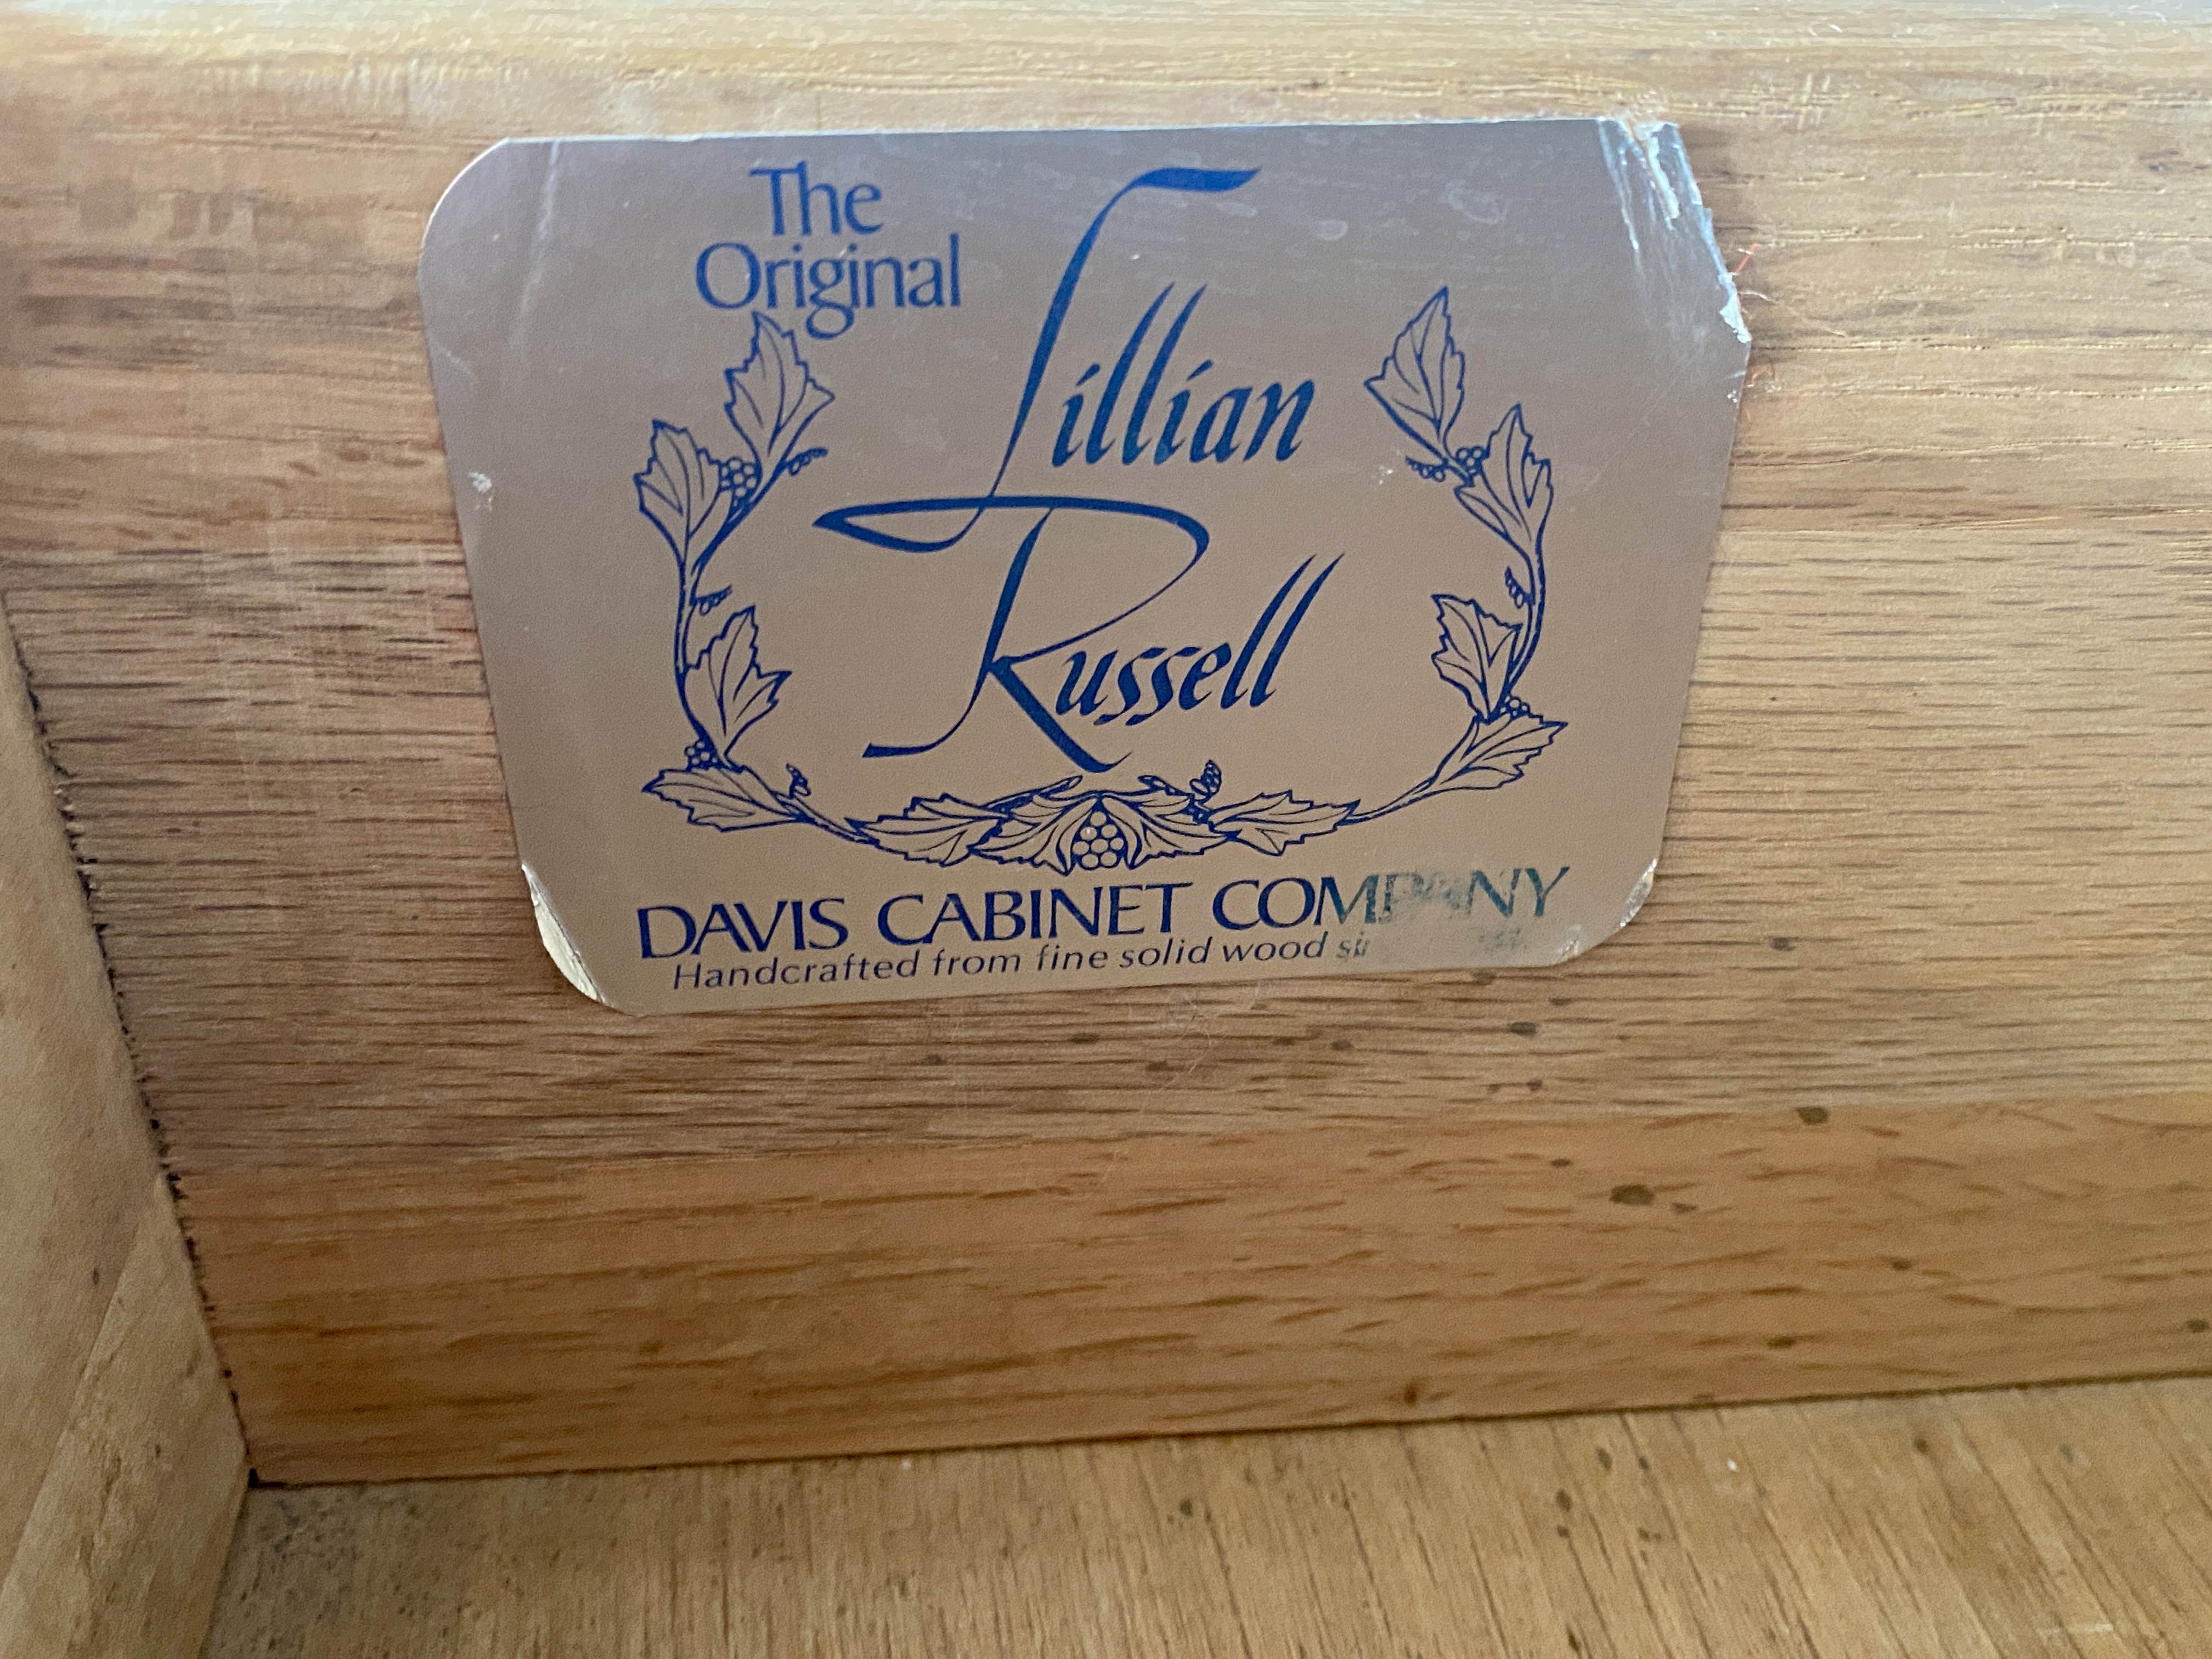 The
Original
Lillian
Russell
DAVIS CABINET COMPANY
Handcrafted from fine solid wood